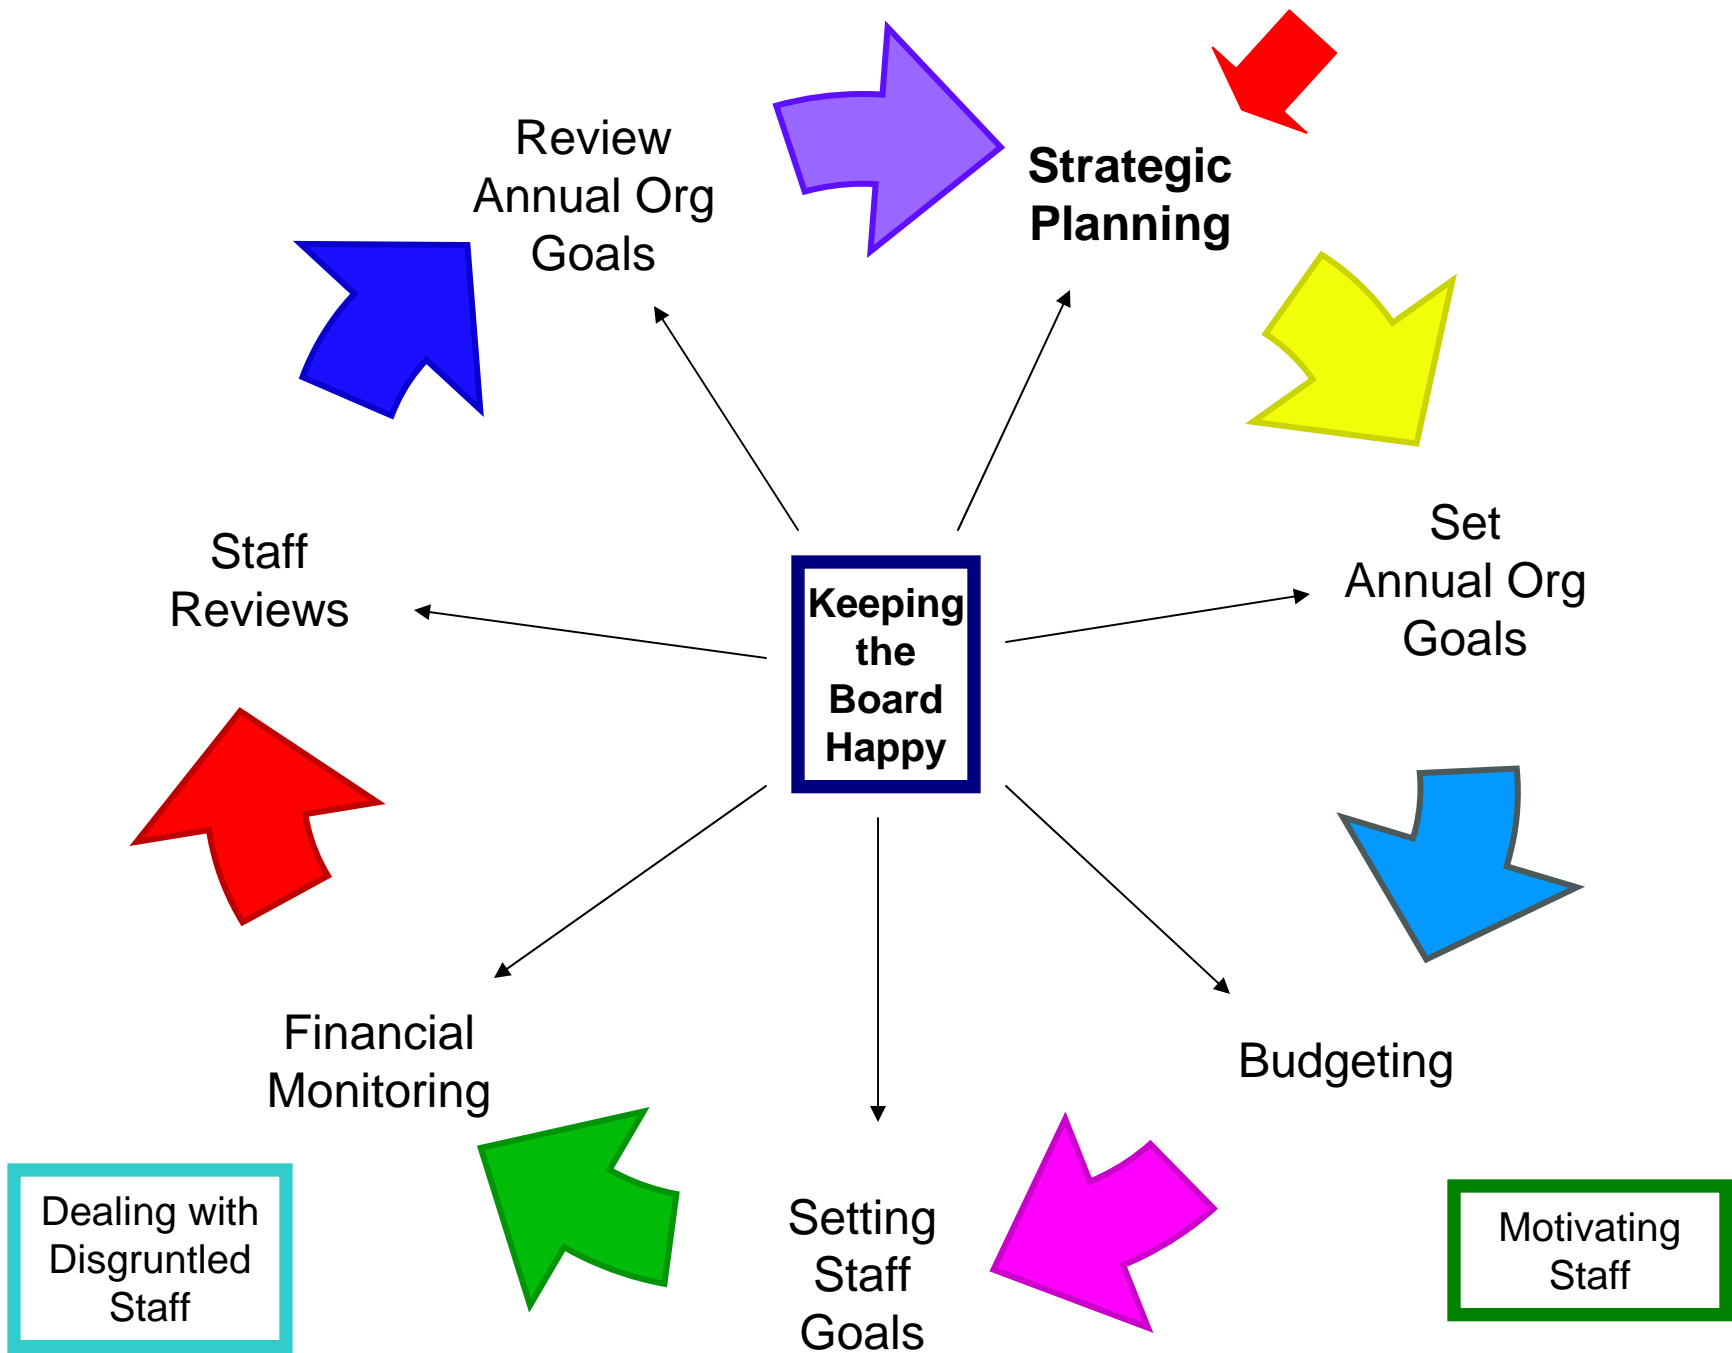 Review
Annual Org
Goals
Strategic
Planning
Set
Annual Org
Goals
Staff
Reviews
Keeping
the
Board
Happy
Financial
Monitoring
Budgeting
Setting
Staff
Goals
Dealing with
Disgruntled
Staff
Motivating
Staff